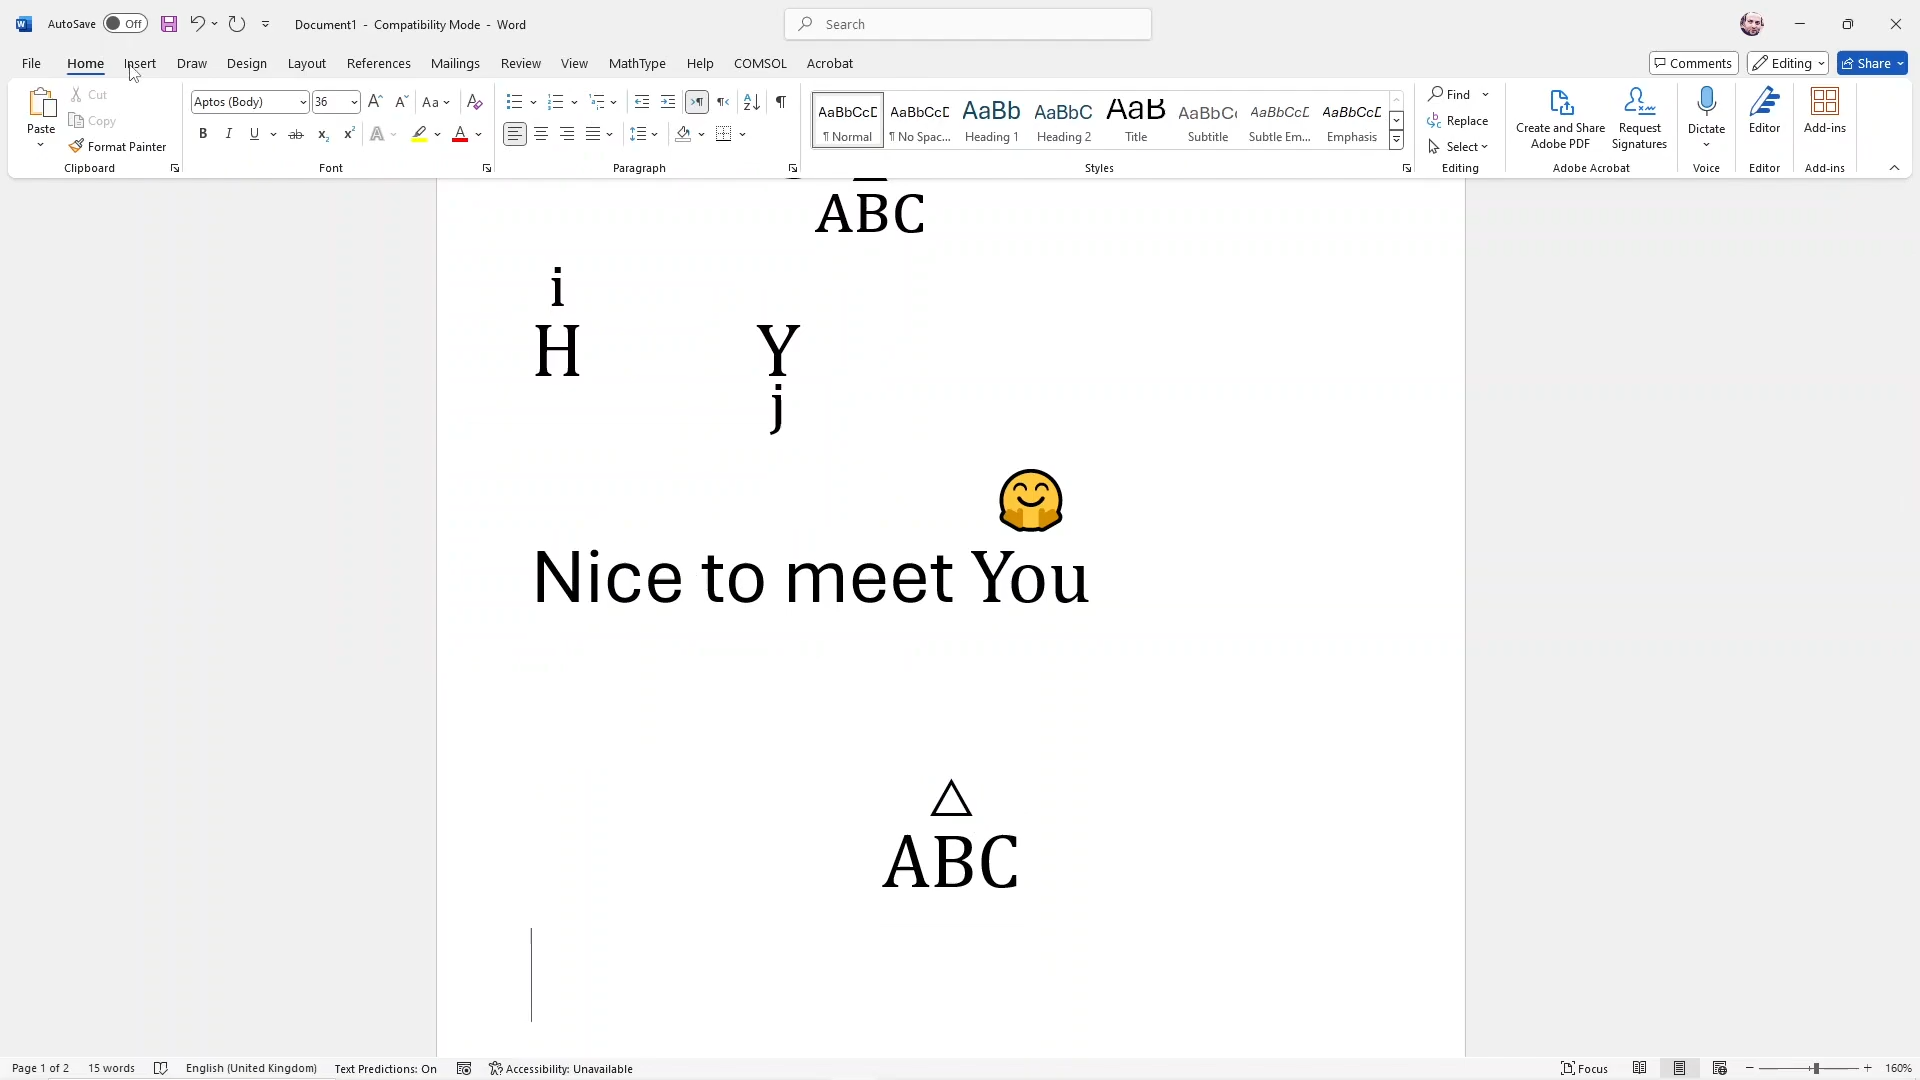 AutoSave Off Document1 - Compatibility Mode - Word Search
File Home Insert Draw Design Layout References Mailings Review View MathType Help COMSOL Acrobat Comments Editing Share
Paste Cut Copy Format Painter Clipboard
Aptos (Body) 36 Aa B I U ab x₂ x² A A Font
Paragraph
AaBbCcD ¶ Normal
AaBbCcD ¶ No Spac...
AaBb Heading 1
AaBbC Heading 2
AaB Title
AaBbCc Subtitle
AaBbCcD Subtle Em...
AaBbCcD Emphasis
Styles
Find Replace Select Editing
Create and Share Adobe PDF
Request Signatures
Adobe Acrobat
Dictate Voice
Editor Editor
Add-ins Add-ins
ABC
i
H Y
j
Nice to meet You
△
ABC
Page 1 of 2 15 words English (United Kingdom) Text Predictions: On Accessibility: Unavailable Focus 160%